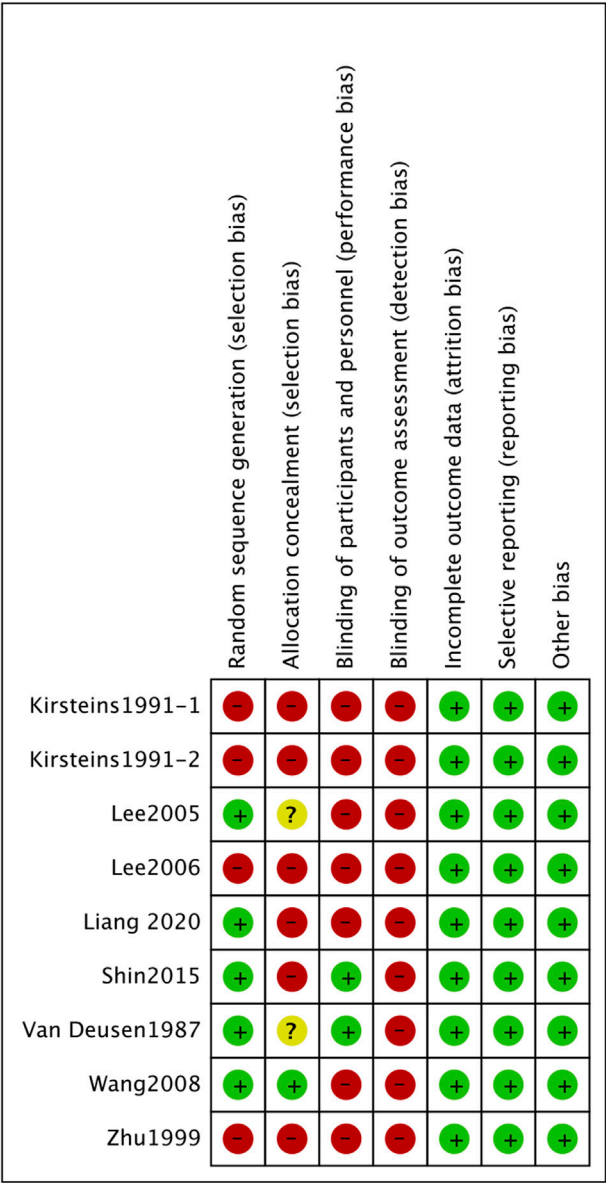 Random sequence generation (selection bias)
Allocation concealment (selection bias)
Blinding of participants and personnel (performance bias)
Blinding of outcome assessment (detection bias)
Incomplete outcome data (attrition bias)
Selective reporting (reporting bias)
Other bias
Kirsteins1991-1 - - - - + + +
Kirsteins1991-2 - - - - + + +
Lee2005 + ? - - + + +
Lee2006 - - - - + + +
Liang 2020 + - - - + + +
Shin2015 + - + - + + +
Van Deusen1987 + ? + - + + +
Wang2008 + + - - + + +
Zhu1999 - - - - + + +